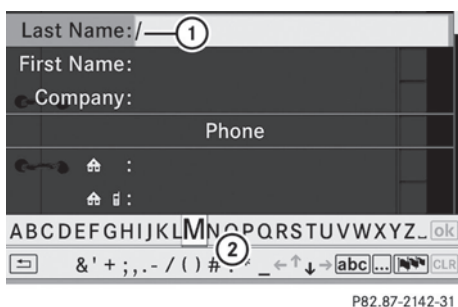 Last Name:/ 1
First Name:
Company:
Phone
:
:
ABCDEFGHIJKLMNOPQRSTUVWXYZ_ ok
2
&'+;,.-/()#:*_←↑↓→ abc ... CLR
P82.87-2142-31